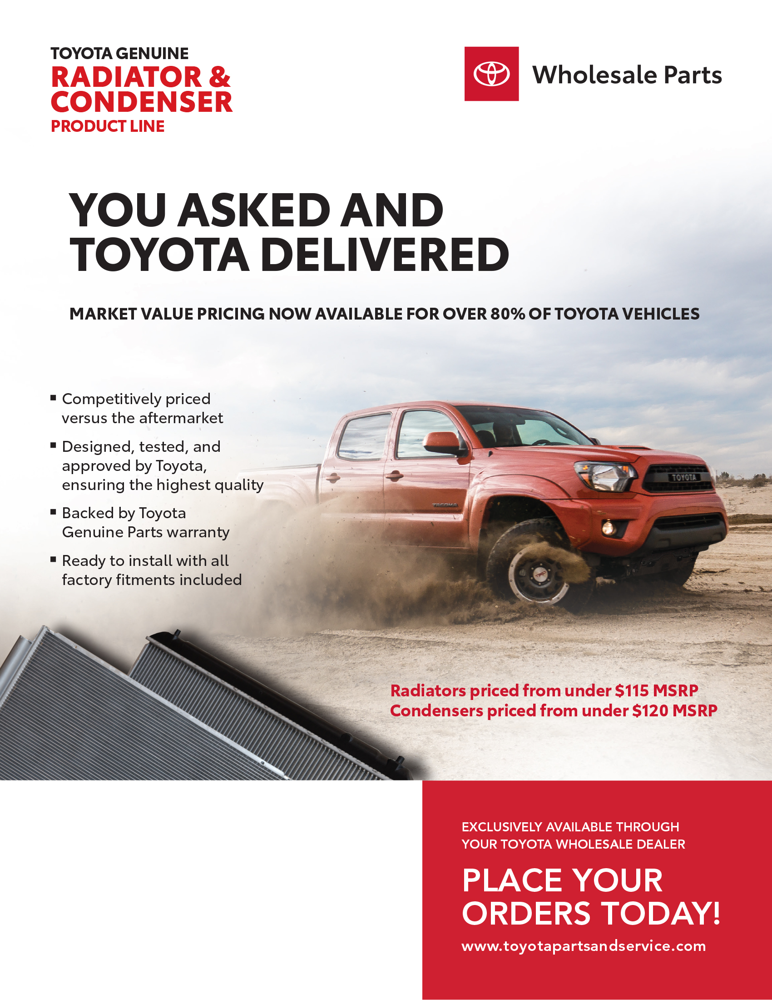 TOYOTA GENUINE
RADIATOR &
CONDENSER
PRODUCT LINE
Wholesale Parts
YOU ASKED AND
TOYOTA DELIVERED
MARKET VALUE PRICING NOW AVAILABLE FOR OVER 80% OF TOYOTA VEHICLES
▪ Competitively priced
versus the aftermarket
▪ Designed, tested, and
approved by Toyota,
ensuring the highest quality
▪ Backed by Toyota
Genuine Parts warranty
▪ Ready to install with all
factory fitments included
TOYOTA
TACOMA
TRD
Radiators priced from under $115 MSRP
Condensers priced from under $120 MSRP
EXCLUSIVELY AVAILABLE THROUGH
YOUR TOYOTA WHOLESALE DEALER
PLACE YOUR
ORDERS TODAY!
www.toyotapartsandservice.com